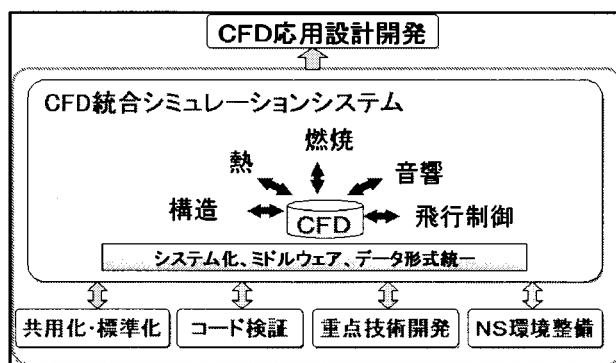 CFD応用設計開発
CFD統合シミュレーションシステム
燃焼
熱
音響
構造
CFD
飛行制御
システム化、ミドルウェア、データ形式統一
共用化・標準化
コード検証
重点技術開発
NS環境整備